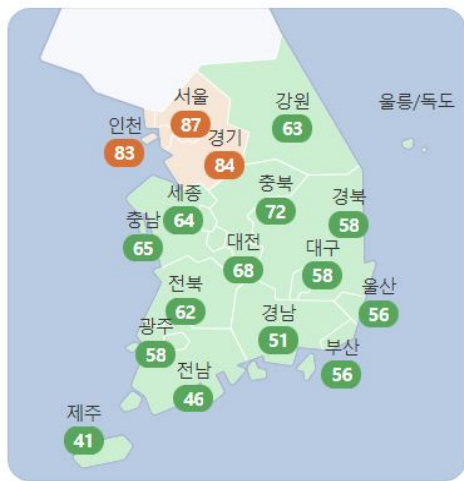 서울
87
강원
63
울릉/독도
인천
83
경기
84
충북
72
세종
64
경북
58
충남
65
대전
68
대구
58
전북
62
울산
56
경남
51
광주
58
부산
56
전남
46
제주
41